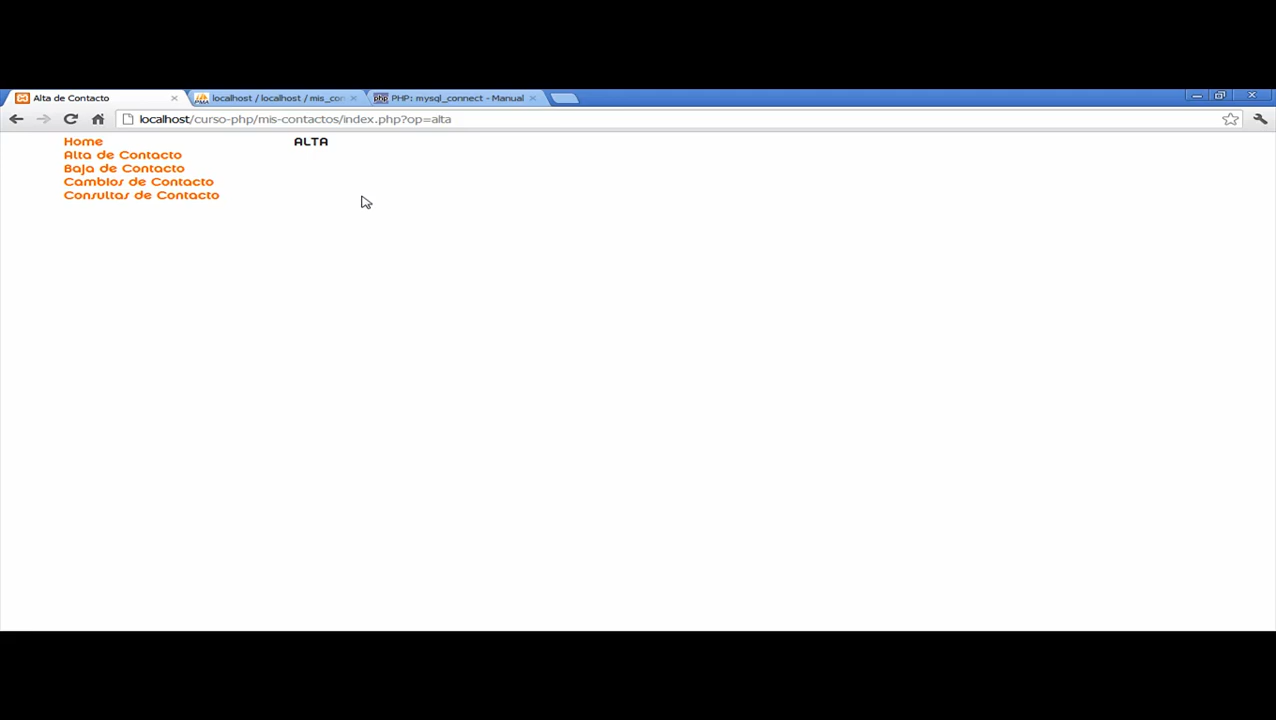 Alta de Contacto
localhost / localhost / mis_con
PHP: mysql_connect - Manual
localhost/curso-php/mis-contactos/index.php?op=alta
Home
Alta de Contacto
Baja de Contacto
Cambios de Contacto
Consultas de Contacto
ALTA